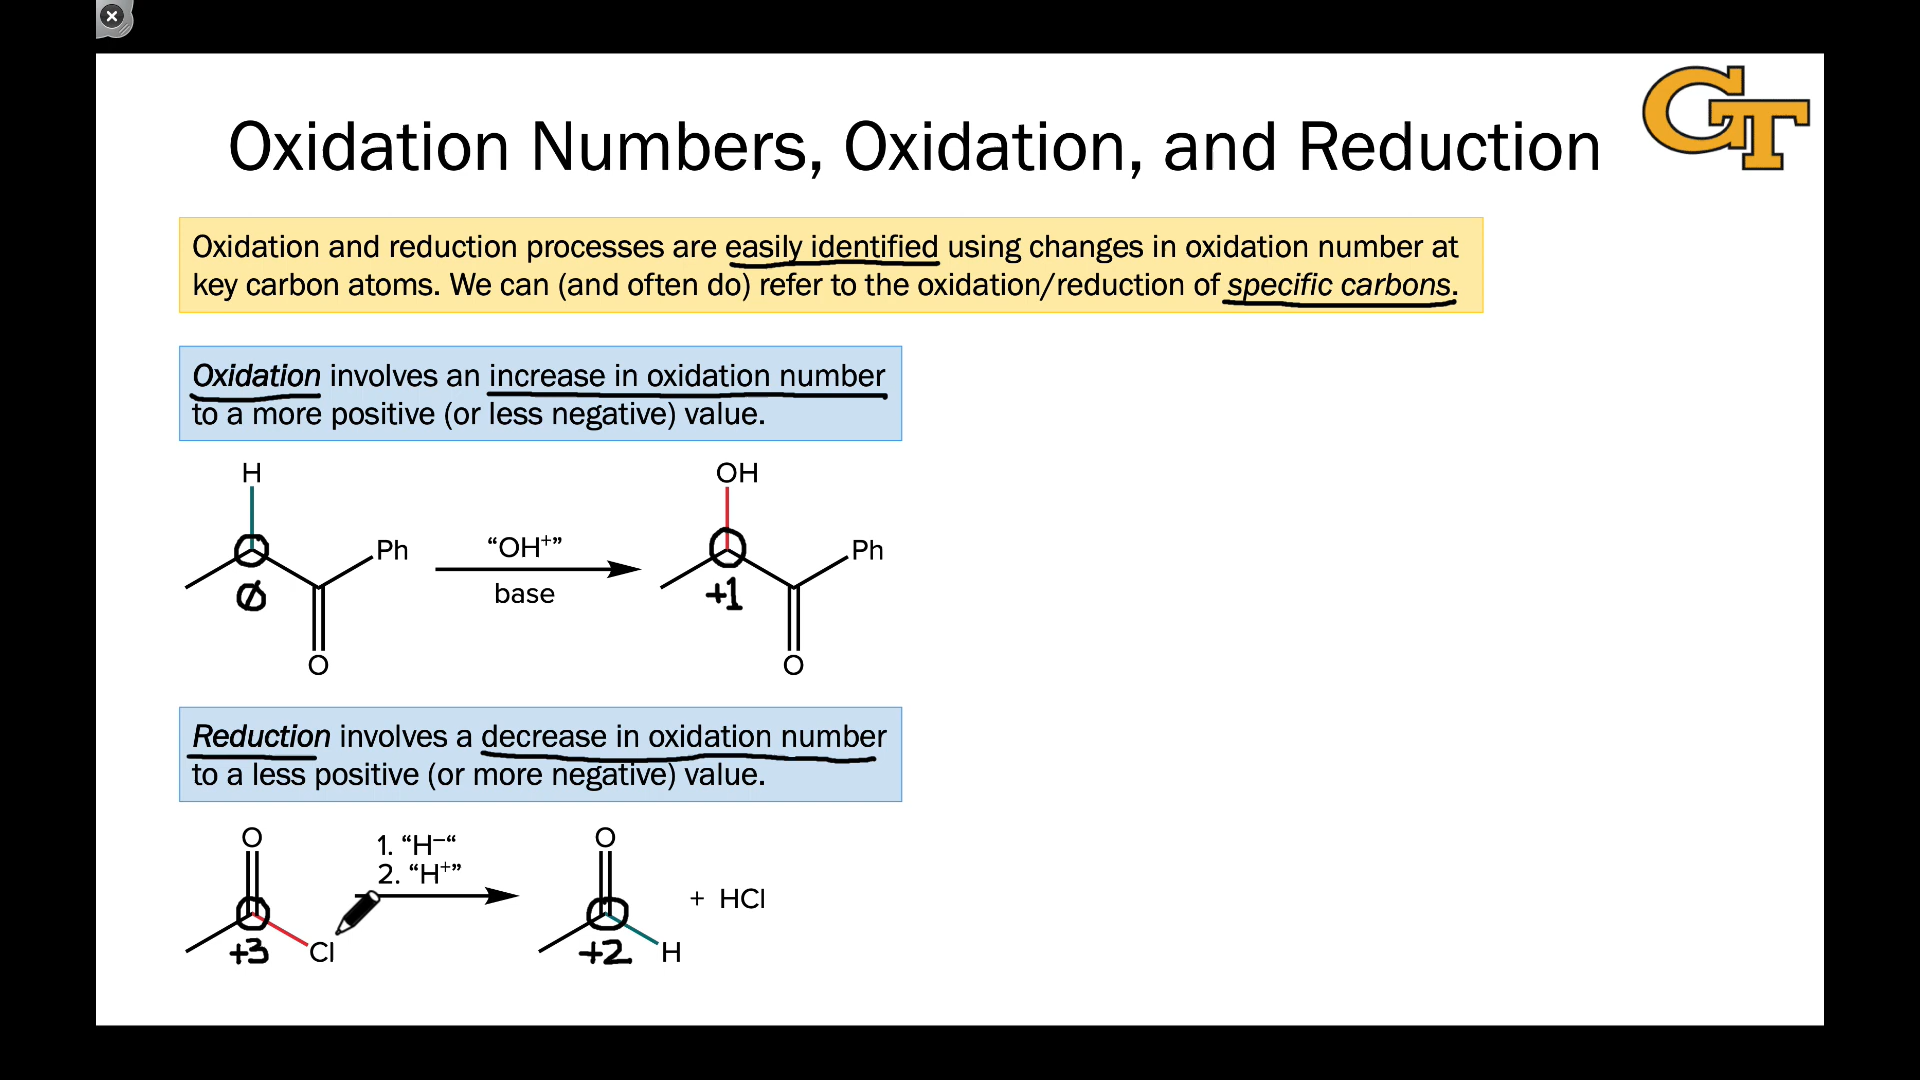 GT
Oxidation Numbers, Oxidation, and Reduction
Oxidation and reduction processes are easily identified using changes in oxidation number at
key carbon atoms. We can (and often do) refer to the oxidation/reduction of specific carbons.
Oxidation involves an increase in oxidation number
to a more positive (or less negative) value.
H
OH
Ph
“OH⁺”
Ph
base
0
+1
O
O
Reduction involves a decrease in oxidation number
to a less positive (or more negative) value.
O
1. “H⁻“
2. “H⁺”
O
+ HCl
+3
Cl
+2
H